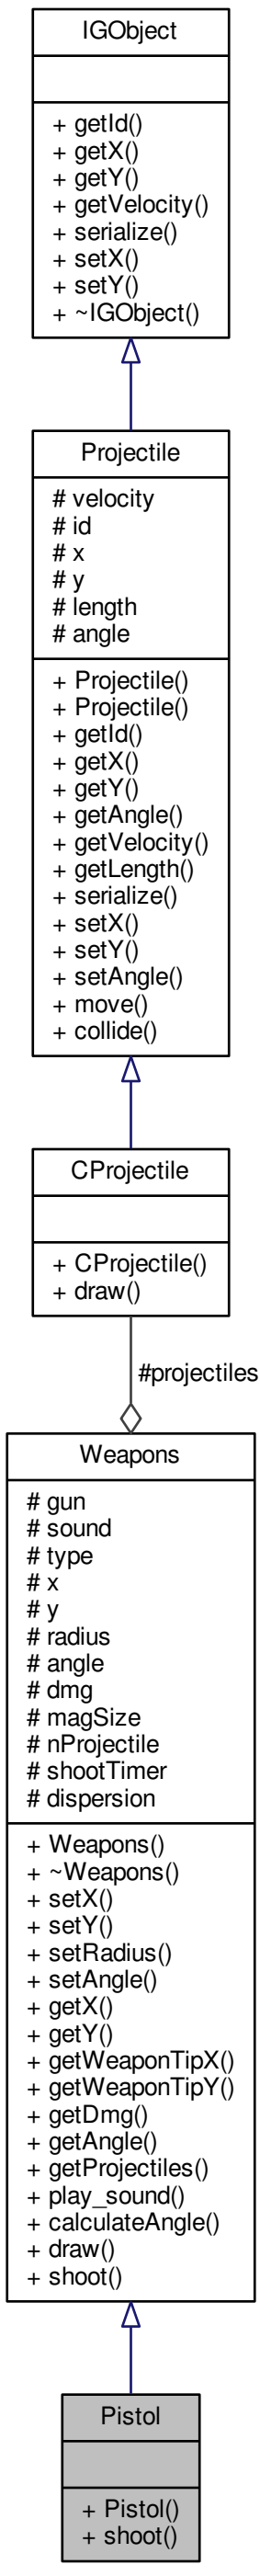 IGObject
+ getId()
+ getX()
+ getY()
+ getVelocity()
+ serialize()
+ setX()
+ setY()
+ ~IGObject()
Projectile
# velocity
# id
# x
# y
# length
# angle
+ Projectile()
+ Projectile()
+ getId()
+ getX()
+ getY()
+ getAngle()
+ getVelocity()
+ getLength()
+ serialize()
+ setX()
+ setY()
+ setAngle()
+ move()
+ collide()
CProjectile
+ CProjectile()
+ draw()
#projectiles
Weapons
# gun
# sound
# type
# x
# y
# radius
# angle
# dmg
# magSize
# nProjectile
# shootTimer
# dispersion
+ Weapons()
+ ~Weapons()
+ setX()
+ setY()
+ setRadius()
+ setAngle()
+ getX()
+ getY()
+ getWeaponTipX()
+ getWeaponTipY()
+ getDmg()
+ getAngle()
+ getProjectiles()
+ play_sound()
+ calculateAngle()
+ draw()
+ shoot()
Pistol
+ Pistol()
+ shoot()